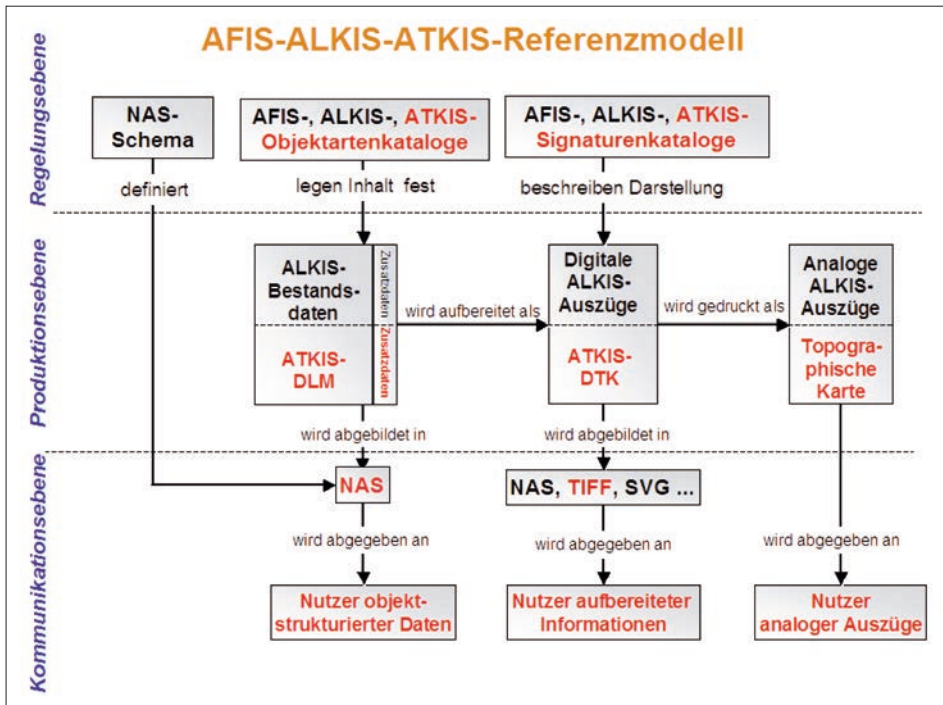 AFIS-ALKIS-ATKIS-Referenzmodell
Regelungsebene
NAS-
Schema
AFIS-, ALKIS-, ATKIS-
Objektartenkataloge
AFIS-, ALKIS-, ATKIS-
Signaturenkataloge
definiert
legen Inhalt fest
beschreiben Darstellung
Produktionsebene
ALKIS-
Bestands-
daten
Zusatzdaten
ATKIS-
DLM
Zusatzdaten
wird aufbereitet als
Digitale
ALKIS-
Auszüge
ATKIS-
DTK
wird gedruckt als
Analoge
ALKIS-
Auszüge
Topogra-
phische
Karte
wird abgebildet in
wird abgebildet in
Kommunikationsebene
NAS
NAS, TIFF, SVG ...
wird abgegeben an
wird abgegeben an
wird abgegeben an
Nutzer objekt-
strukturierter Daten
Nutzer aufbereiteter
Informationen
Nutzer
analoger Auszüge